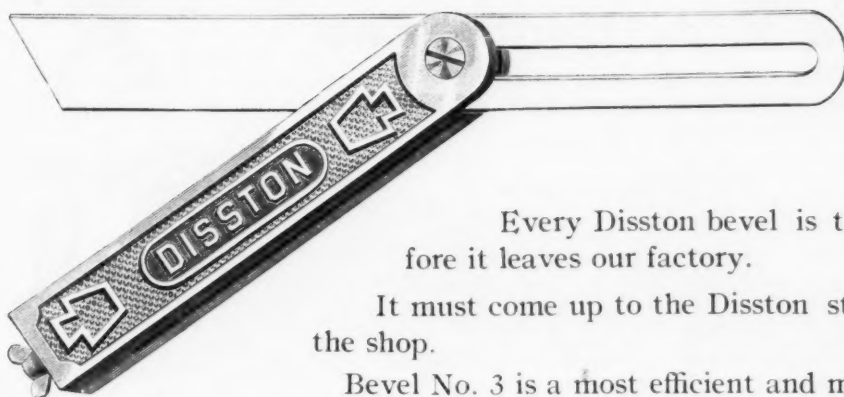 DISSTON
Every Disston bevel is
fore it leaves our factory.
It must come up to the Disston
the shop.
Bevel No. 3 is a most efficient and